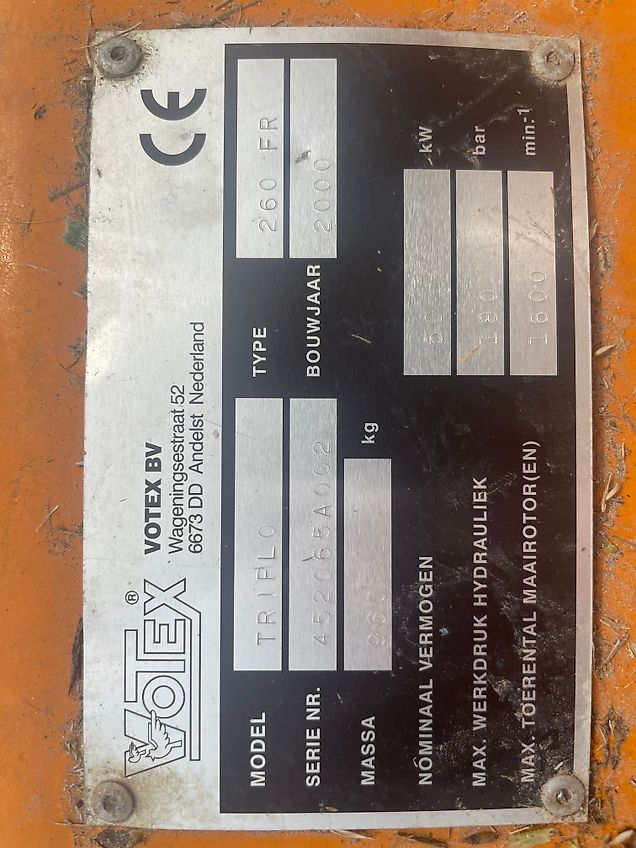 VOTEX ®
VOTEX BV
Wageningsestraat 52
6673 DD Andelst Nederland
CE
MODEL TRIPLO TYPE 260 FR
SERIE NR. 452065A002 BOUWJAAR 2000
MASSA 960 kg
NOMINAAL VERMOGEN kW
MAX. WERKDRUK HYDRAULIEK 180 bar
MAX. TOERENTAL MAAIROTOR(EN) 1600 min.-1